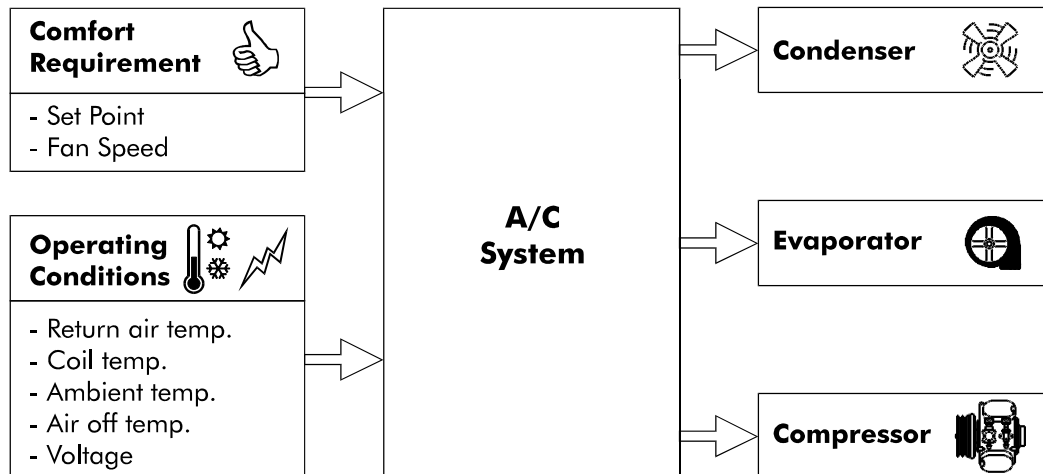 Comfort
Requirement
- Set Point
- Fan Speed
Operating
Conditions
- Return air temp.
- Coil temp.
- Ambient temp.
- Air off temp.
- Voltage
A/C
System
Condenser
Evaporator
Compressor